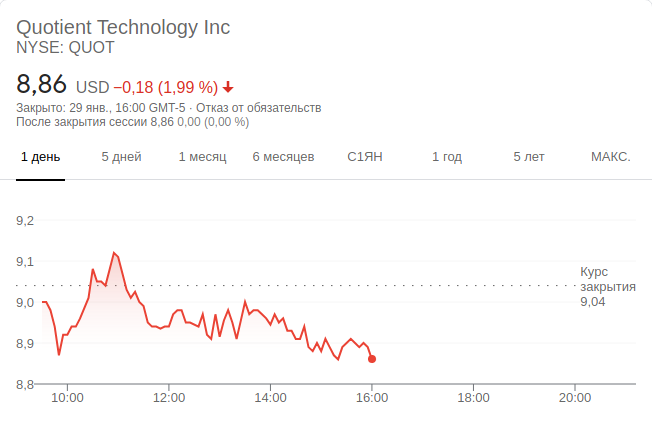 Quotient Technology Inc
NYSE: QUOT
8,86 USD −0,18 (1,99 %)
Закрыто: 29 янв., 16:00 GMT-5 · Отказ от обязательств
После закрытия сессии 8,86 0,00 (0,00 %)
1 день 5 дней 1 месяц 6 месяцев С1ЯН 1 год 5 лет МАКС.
9,2
9,1
9,0
8,9
8,8
Курс
закрытия
9,04
10:00 12:00 14:00 16:00 18:00 20:00